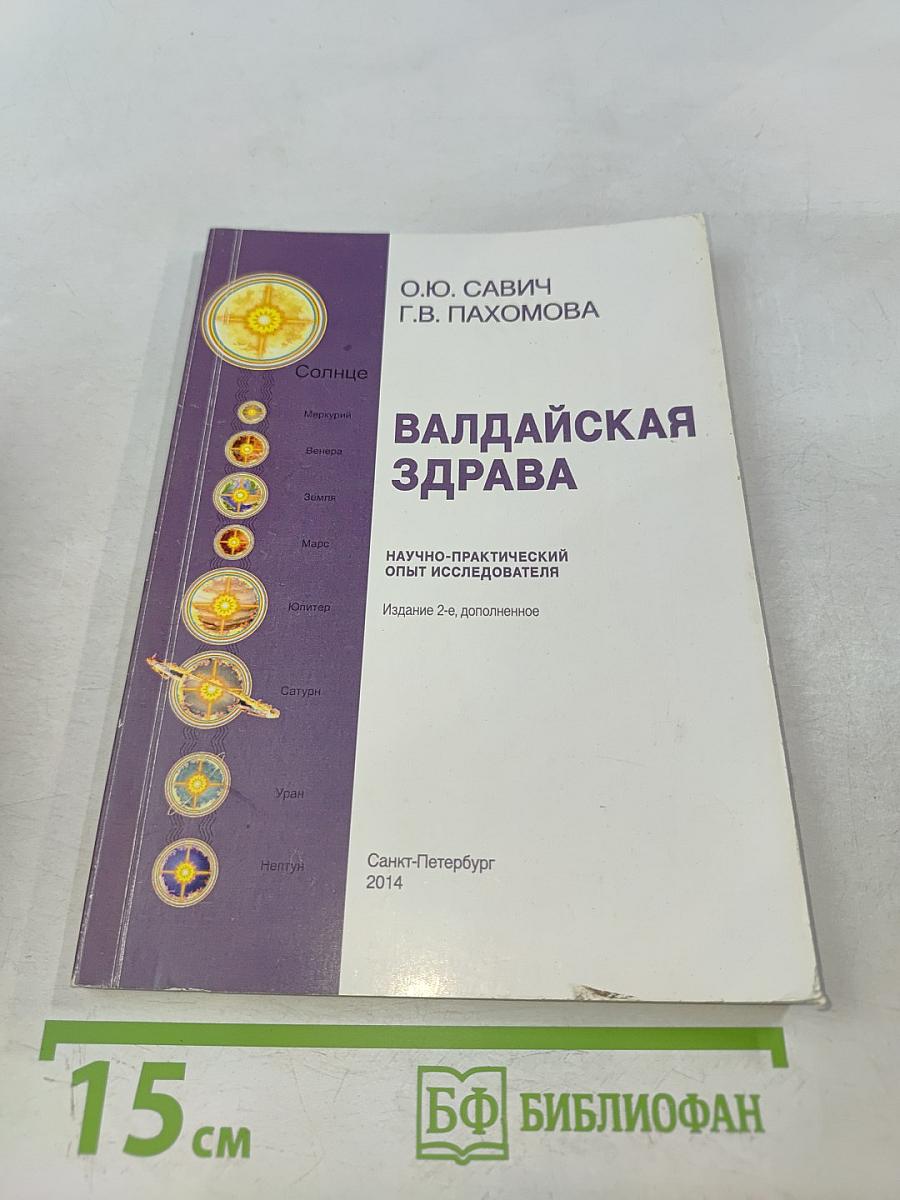 О.Ю. САВИЧ
Г.В. ПАХОМОВА
Солнце
Меркурий
Венера
Земля
Марс
Юпитер
Сатурн
Уран
Нептун
ВАЛДАЙСКАЯ
ЗДРАВА
НАУЧНО-ПРАКТИЧЕСКИЙ
ОПЫТ ИССЛЕДОВАТЕЛЯ
Издание 2-е, дополненное
Санкт-Петербург
2014
15 см
БФ БИБЛИОФАН